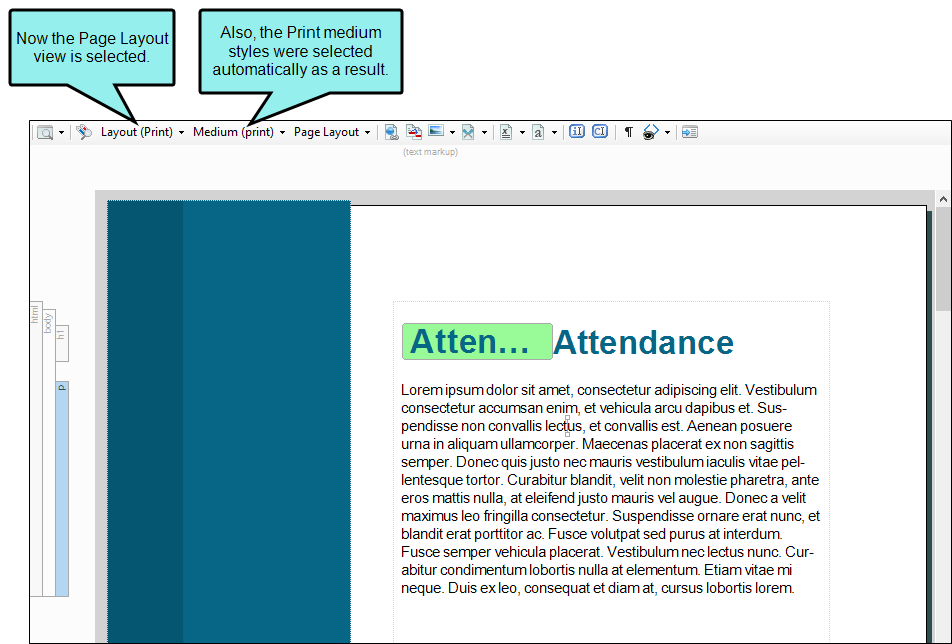 Now the Page Layout
view is selected.
Also, the Print medium
styles were selected
automatically as a result.
Layout (Print) Medium (print) Page Layout
(text markup)
html
body
h1
p
Atten... Attendance
Lorem ipsum dolor sit amet, consectetur adipiscing elit. Vestibulum
consectetur accumsan enim, et vehicula arcu dapibus et. Sus-
pendisse non convallis lectus, et convallis est. Aenean posuere
urna in aliquam ullamcorper. Maecenas placerat ex non sagittis
semper. Donec quis justo nec mauris vestibulum iaculis vitae pel-
lentesque tortor. Curabitur blandit, velit non molestie pharetra, ante
eros mattis nulla, at eleifend justo mauris vel augue. Donec a velit
maximus leo fringilla consectetur. Suspendisse ornare erat nunc, et
blandit erat porttitor ac. Fusce volutpat sed purus at interdum.
Fusce semper vehicula placerat. Vestibulum nec lectus nunc. Cur-
abitur condimentum lobortis nulla at elementum. Etiam vitae mi
neque. Duis ex leo, consequat et diam at, cursus lobortis lorem.